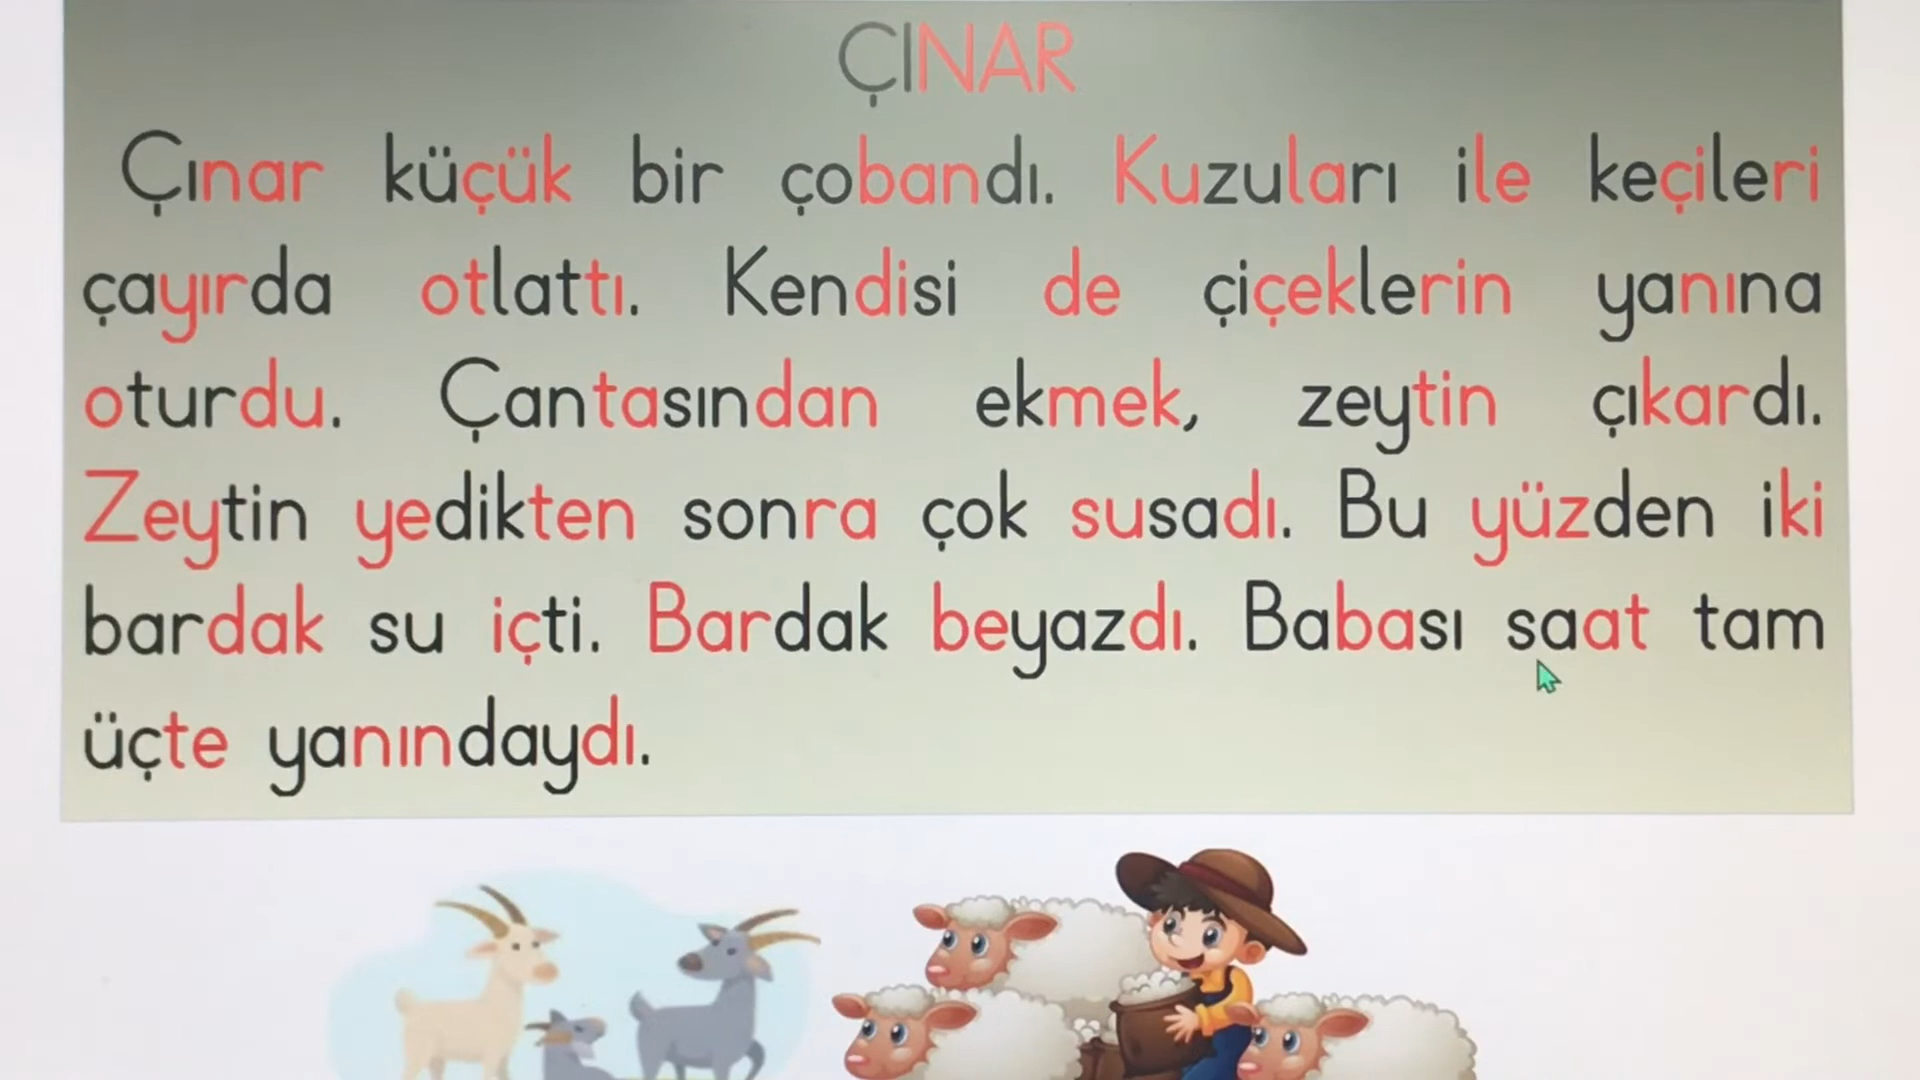 ÇINAR
Çınar küçük bir çobandı. Kuzuları ile keçileri
çayırda otlattı. Kendisi de çiçeklerin yanına
oturdu. Çantasından ekmek, zeytin çıkardı.
Zeytin yedikten sonra çok susadı. Bu yüzden iki
bardak su içti. Bardak beyazdı. Babası saat tam
üçte yanındaydı.